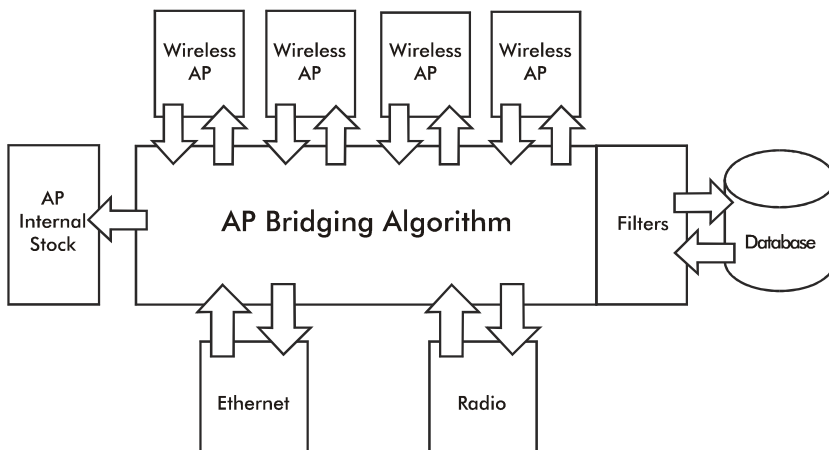 Wireless
AP
Wireless
AP
Wireless
AP
Wireless
AP
AP
Internal
Stock
AP Bridging Algorithm
Filters
Database
Ethernet
Radio